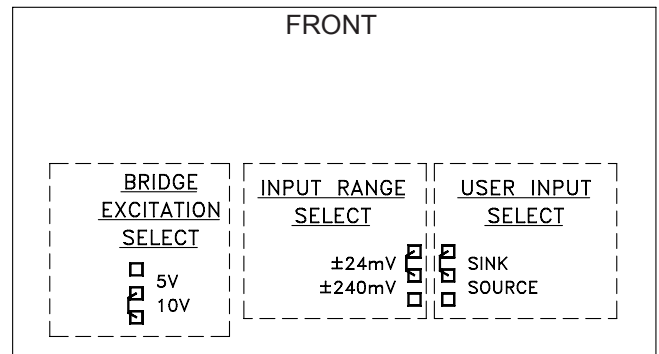 FRONT
BRIDGE
EXCITATION
SELECT
5V
10V
INPUT RANGE
SELECT
±24mV
±240mV
USER INPUT
SELECT
SINK
SOURCE